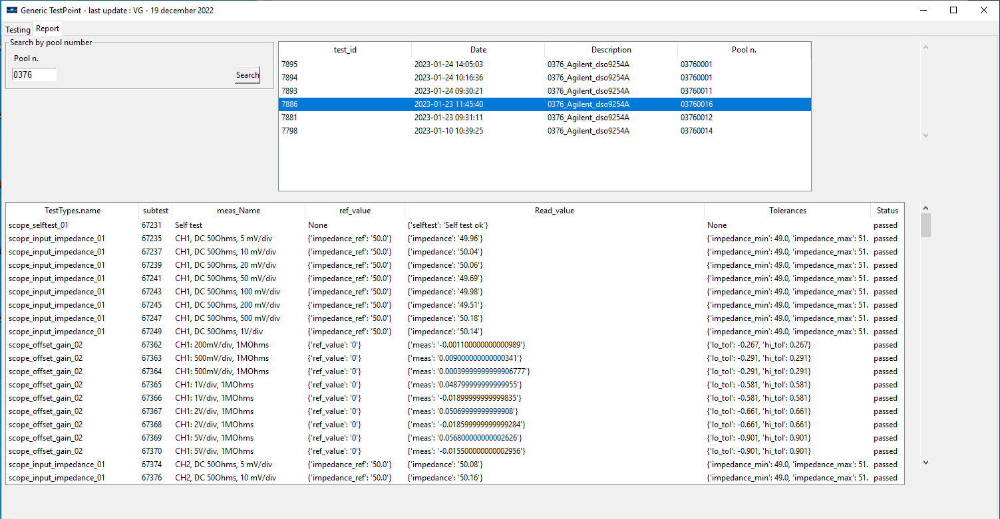 Generic TestPoint - last update : VG - 19 december 2022
Testing Report
Search by pool number
Pool n.
0376 Search
test_id Date Description Pool n.
7895 2023-01-24 14:05:03 0376_Agilent_dso9254A 03760001
7894 2023-01-24 10:16:36 0376_Agilent_dso9254A 03760001
7893 2023-01-24 09:30:21 0376_Agilent_dso9254A 03760011
7886 2023-01-23 11:45:40 0376_Agilent_dso9254A 03760016
7881 2023-01-23 09:31:11 0376_Agilent_dso9254A 03760012
7798 2023-01-10 10:39:25 0376_Agilent_dso9254A 03760014
TestTypes.name subtest meas_Name ref_value Read_value Tolerances Status
scope_selftest_01 67231 Self test None {'selftest': 'Self test ok'} None passed
scope_input_impedance_01 67235 CH1, DC 50Ohms, 5 mV/div {'impedance_ref': '50.0'} {'impedance': '49.96'} {'impedance_min': 49.0, 'impedance_max': 51. passed
scope_input_impedance_01 67237 CH1, DC 50Ohms, 10 mV/div {'impedance_ref': '50.0'} {'impedance': '50.04'} {'impedance_min': 49.0, 'impedance_max': 51. passed
scope_input_impedance_01 67239 CH1, DC 50Ohms, 20 mV/div {'impedance_ref': '50.0'} {'impedance': '50.06'} {'impedance_min': 49.0, 'impedance_max': 51. passed
scope_input_impedance_01 67241 CH1, DC 50Ohms, 50 mV/div {'impedance_ref': '50.0'} {'impedance': '49.69'} {'impedance_min': 49.0, 'impedance_max': 51. passed
scope_input_impedance_01 67243 CH1, DC 50Ohms, 100 mV/div {'impedance_ref': '50.0'} {'impedance': '49.98'} {'impedance_min': 49.0, 'impedance_max': 51. passed
scope_input_impedance_01 67245 CH1, DC 50Ohms, 200 mV/div {'impedance_ref': '50.0'} {'impedance': '49.51'} {'impedance_min': 49.0, 'impedance_max': 51. passed
scope_input_impedance_01 67247 CH1, DC 50Ohms, 500 mV/div {'impedance_ref': '50.0'} {'impedance': '50.18'} {'impedance_min': 49.0, 'impedance_max': 51. passed
scope_input_impedance_01 67249 CH1, DC 50Ohms, 1V/div {'impedance_ref': '50.0'} {'impedance': '50.14'} {'impedance_min': 49.0, 'impedance_max': 51. passed
scope_offset_gain_02 67362 CH1: 200mV/div, 1MOhms {'ref_value': '0'} {'meas': '-0.001100000000000989'} {'lo_tol': -0.267, 'hi_tol': 0.267} passed
scope_offset_gain_02 67363 CH1: 500mV/div, 1MOhms {'ref_value': '0'} {'meas': '0.009000000000000341'} {'lo_tol': -0.291, 'hi_tol': 0.291} passed
scope_offset_gain_02 67364 CH1: 500mV/div, 1MOhms {'ref_value': '0'} {'meas': '0.00039999999999906777'} {'lo_tol': -0.291, 'hi_tol': 0.291} passed
scope_offset_gain_02 67365 CH1: 1V/div, 1MOhms {'ref_value': '0'} {'meas': '0.048799999999999955'} {'lo_tol': -0.581, 'hi_tol': 0.581} passed
scope_offset_gain_02 67366 CH1: 1V/div, 1MOhms {'ref_value': '0'} {'meas': '-0.01899999999999835'} {'lo_tol': -0.581, 'hi_tol': 0.581} passed
scope_offset_gain_02 67367 CH1: 2V/div, 1MOhms {'ref_value': '0'} {'meas': '0.05069999999999908'} {'lo_tol': -0.661, 'hi_tol': 0.661} passed
scope_offset_gain_02 67368 CH1: 2V/div, 1MOhms {'ref_value': '0'} {'meas': '-0.018599999999999284'} {'lo_tol': -0.661, 'hi_tol': 0.661} passed
scope_offset_gain_02 67369 CH1: 5V/div, 1MOhms {'ref_value': '0'} {'meas': '0.056800000000002626'} {'lo_tol': -0.901, 'hi_tol': 0.901} passed
scope_offset_gain_02 67370 CH1: 5V/div, 1MOhms {'ref_value': '0'} {'meas': '-0.015500000000002956'} {'lo_tol': -0.901, 'hi_tol': 0.901} passed
scope_input_impedance_01 67374 CH2, DC 50Ohms, 5 mV/div {'impedance_ref': '50.0'} {'impedance': '50.08'} {'impedance_min': 49.0, 'impedance_max': 51. passed
scope_input_impedance_01 67376 CH2, DC 50Ohms, 10 mV/div {'impedance_ref': '50.0'} {'impedance': '50.16'} {'impedance_min': 49.0, 'impedance_max': 51. passed